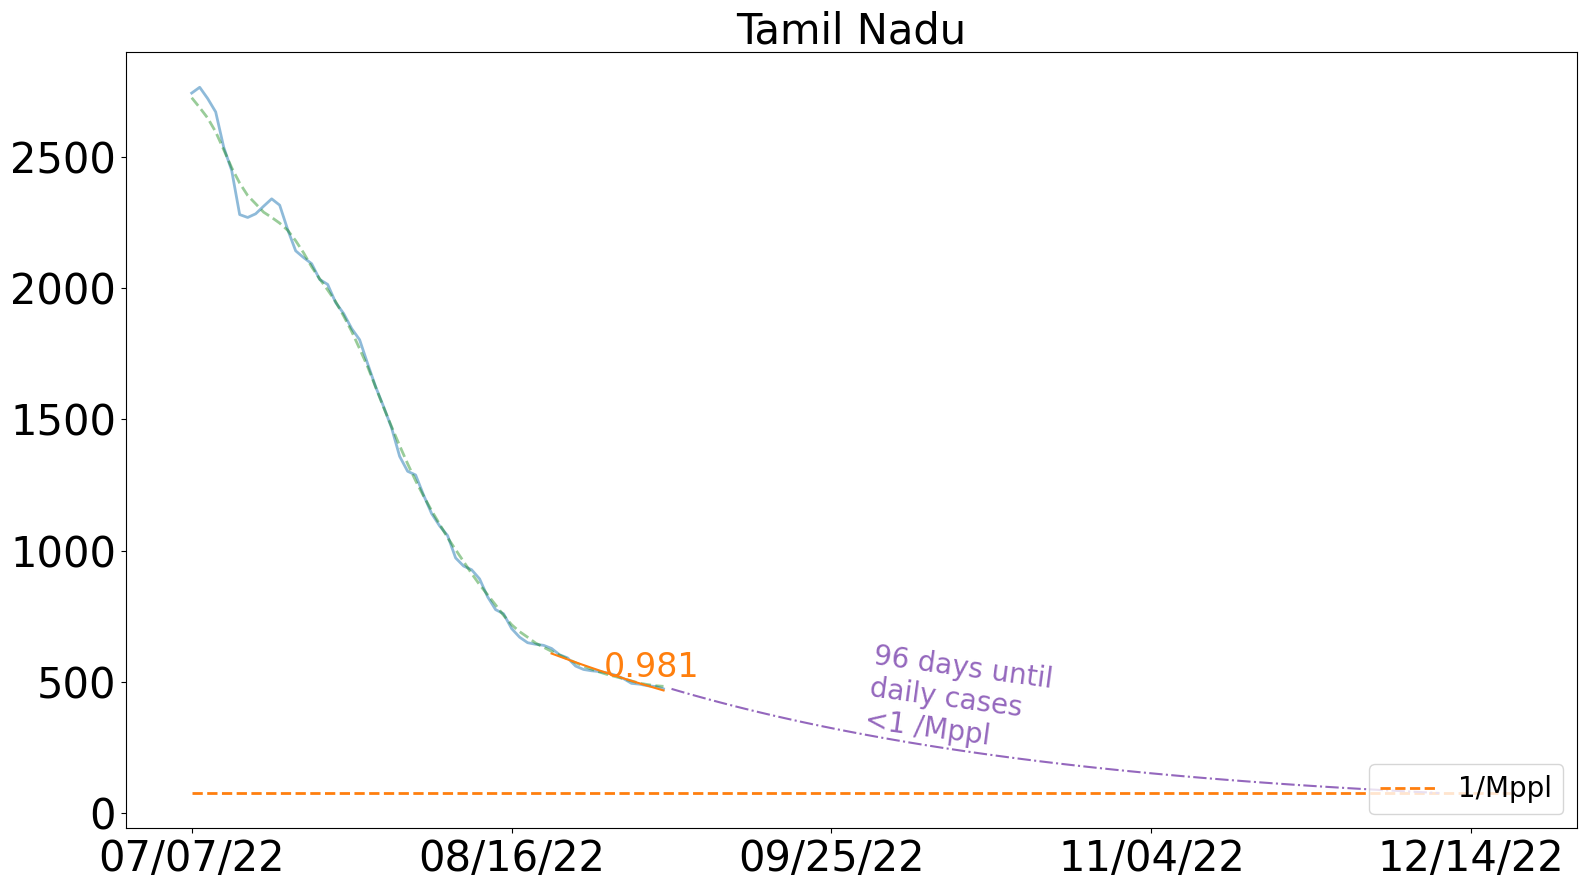 Tamil Nadu
2500
2000
1500
1000
500
0
0.981
96 days until
daily cases
<1 /Mppl
1/Mppl
07/07/22
08/16/22
09/25/22
11/04/22
12/14/22